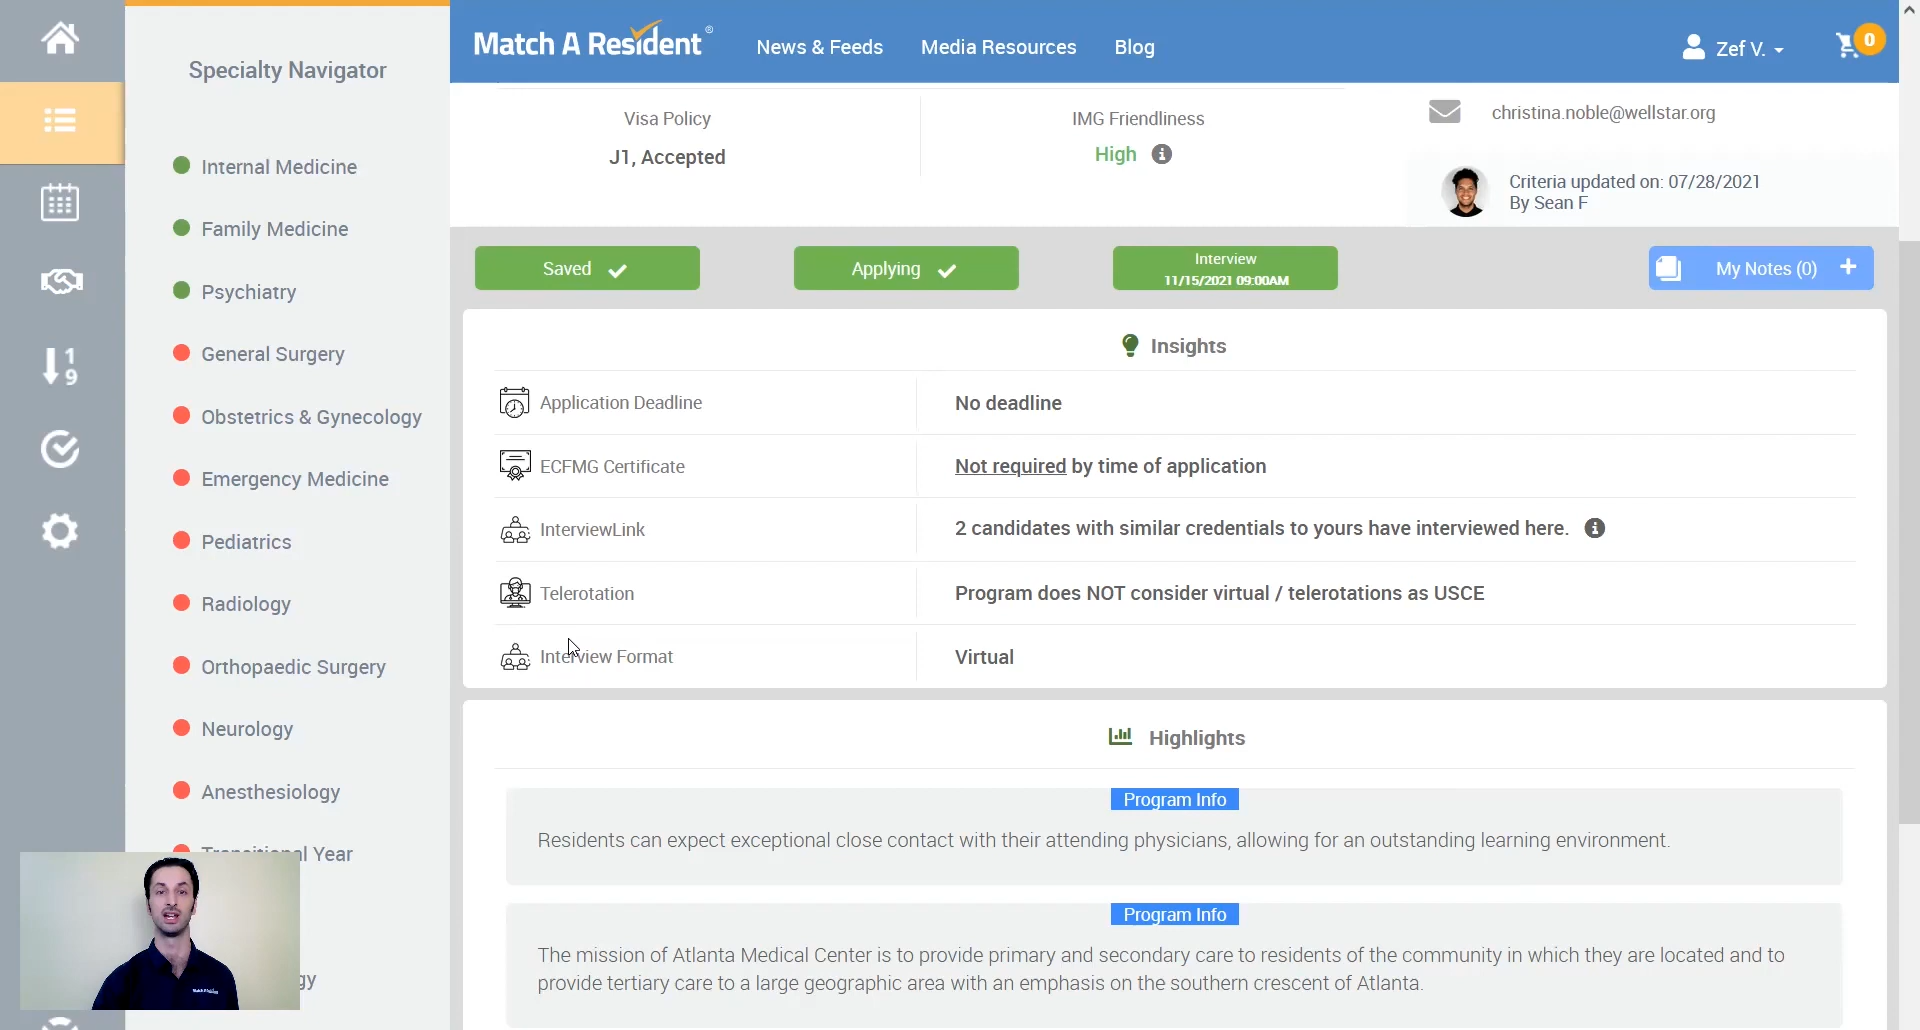 Specialty Navigator
Internal Medicine
Family Medicine
Psychiatry
General Surgery
Obstetrics & Gynecology
Emergency Medicine
Pediatrics
Radiology
Orthopaedic Surgery
Neurology
Anesthesiology
Transitional Year
gy
1
9
Match A Resident®
News & Feeds
Media Resources
Blog
Zef V.
0
Visa Policy
J1, Accepted
IMG Friendliness
High
christina.noble@wellstar.org
Criteria updated on: 07/28/2021
By Sean F
Saved
Applying
Interview
11/15/2021 09:00AM
My Notes (0) +
Insights
Application Deadline
No deadline
ECFMG Certificate
Not required by time of application
InterviewLink
2 candidates with similar credentials to yours have interviewed here.
Telerotation
Program does NOT consider virtual / telerotations as USCE
Interview Format
Virtual
Highlights
Program Info
Residents can expect exceptional close contact with their attending physicians, allowing for an outstanding learning environment.
Program Info
The mission of Atlanta Medical Center is to provide primary and secondary care to residents of the community in which they are located and to
provide tertiary care to a large geographic area with an emphasis on the southern crescent of Atlanta.